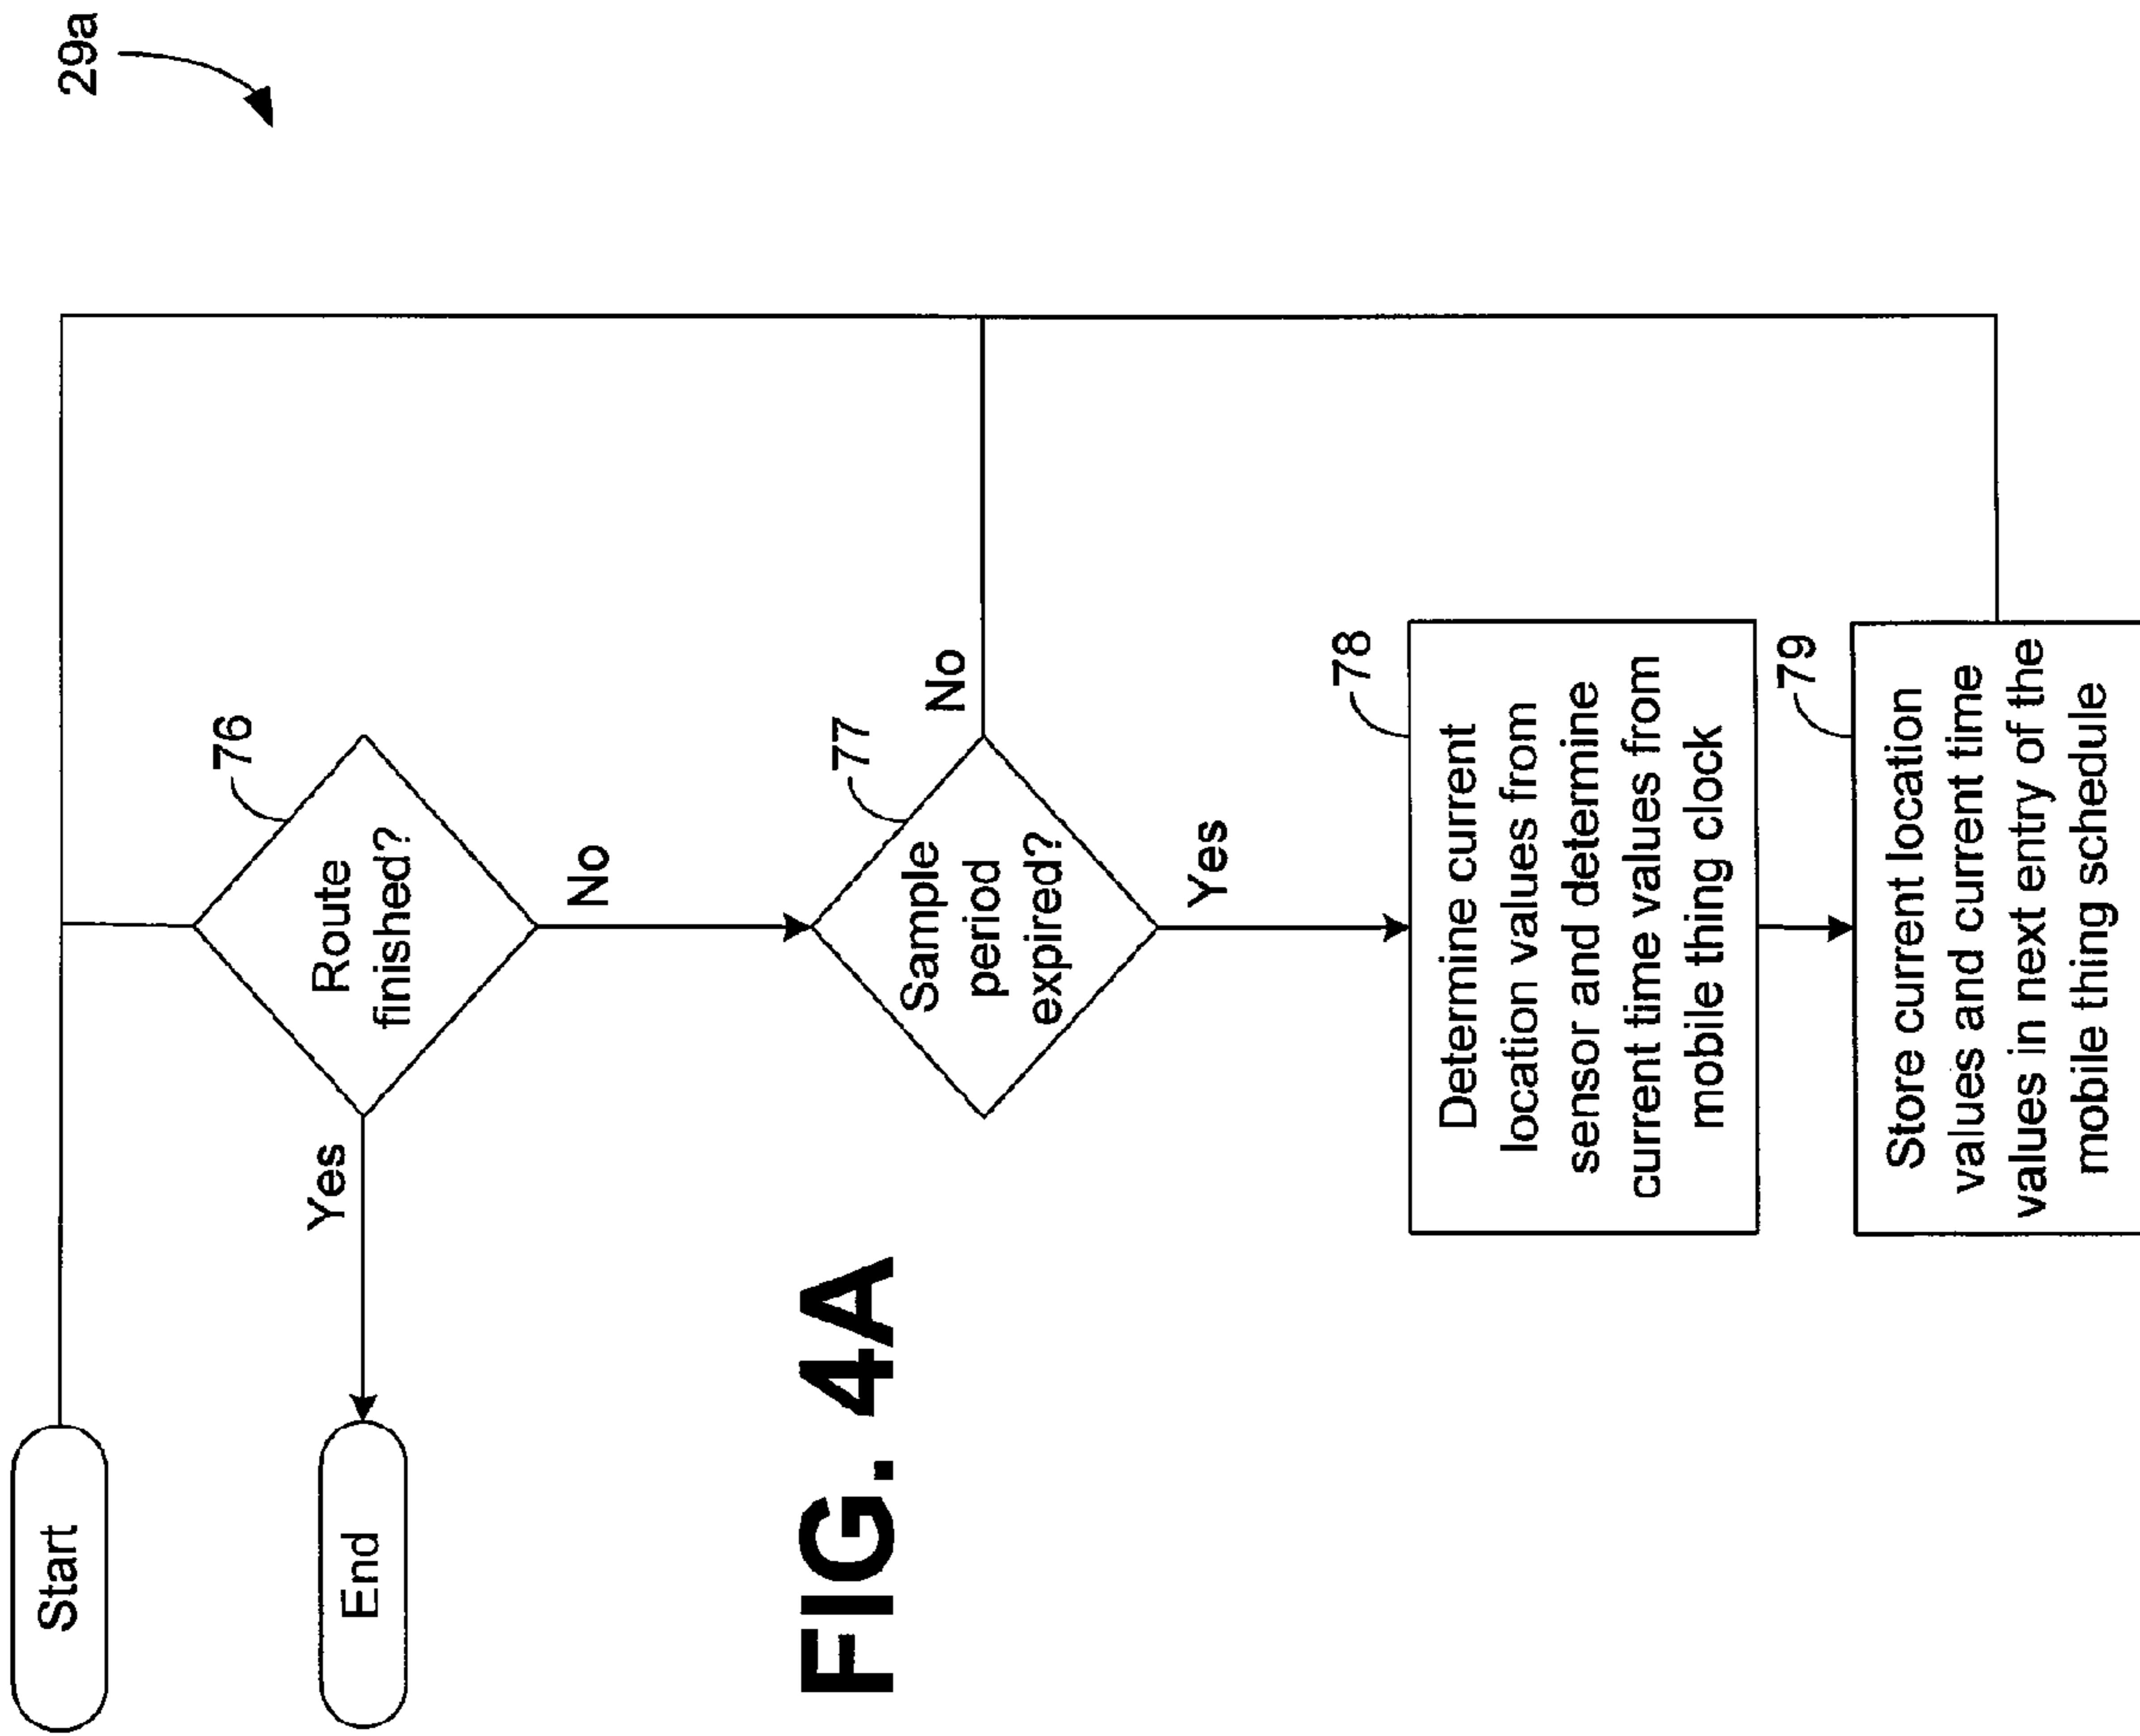 29a
Start
76
Route
finished?
Yes
End
No
77
Sample
period
expired?
No
Yes
78
Determine current
location values from
sensor and determine
current time values from
mobile thing clock
79
Store current location
values and current time
values in next entry of the
mobile thing schedule
FIG. 4A